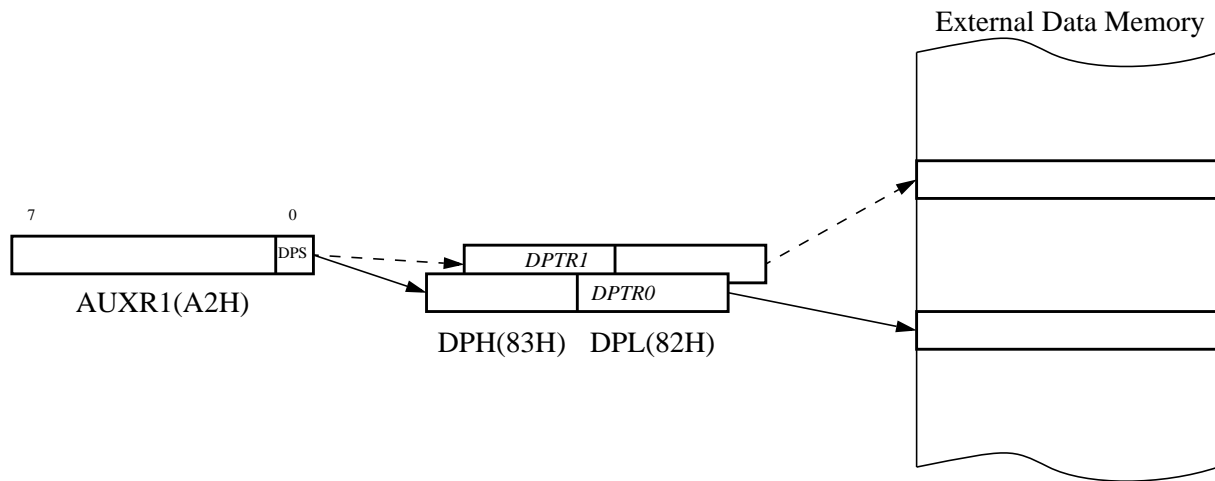 External Data Memory
7 0
DPS
DPTR1
DPTR0
AUXR1(A2H)
DPH(83H) DPL(82H)